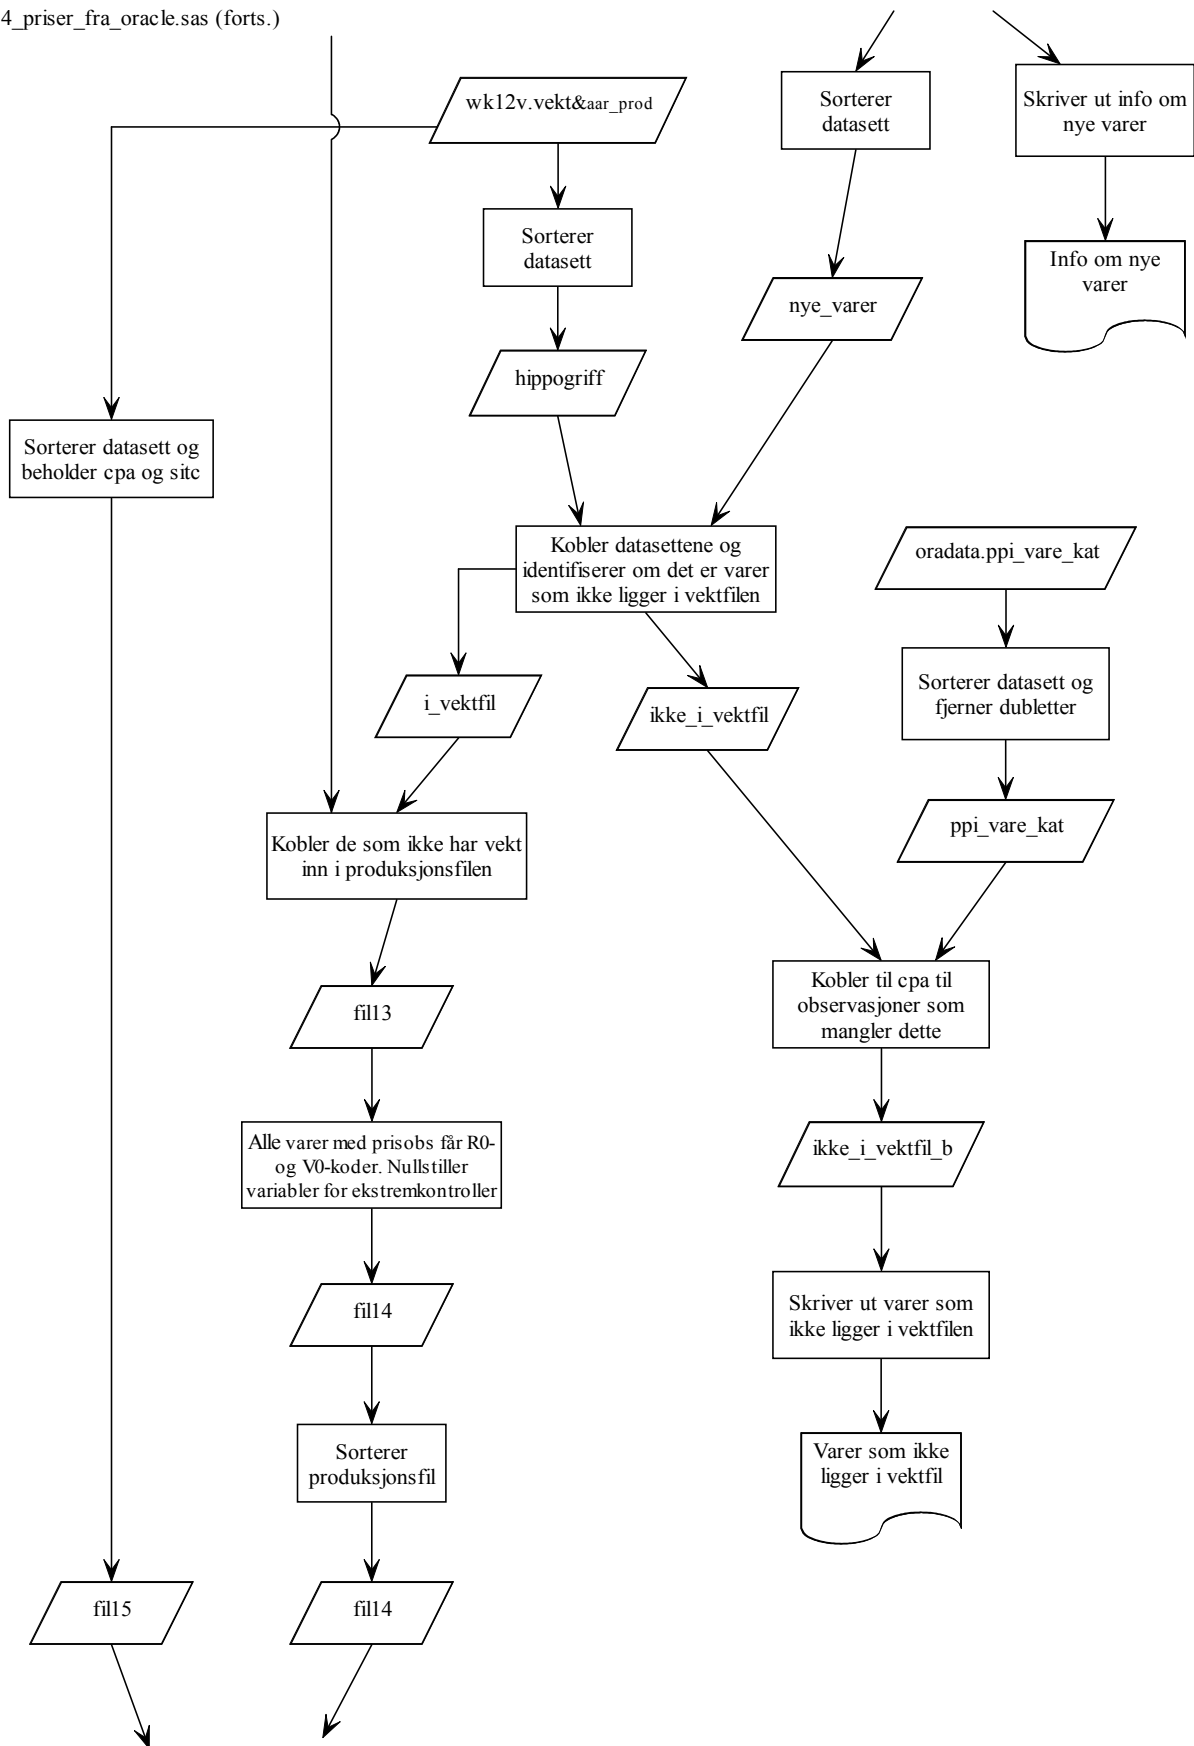 4_priser_fra_oracle.sas (forts.)
wk12v.vekt&aar_prod
Sorterer
datasett
Skriver ut info om
nye varer
Sorterer
datasett
Info om nye
varer
nye_varer
hippogriff
Sorterer datasett og
beholder cpa og sitc
Kobler datasettene og
identifiserer om det er varer
som ikke ligger i vektfilen
oradata.ppi_vare_kat
i_vektfil
ikke_i_vektfil
Sorterer datasett og
fjerner dubletter
ppi_vare_kat
Kobler de som ikke har vekt
inn i produksjonsfilen
Kobler til cpa til
observasjoner som
mangler dette
fil13
Alle varer med prisobs får R0-
og V0-koder. Nullstiller
variabler for ekstremkontroller
ikke_i_vektfil_b
fil14
Skriver ut varer som
ikke ligger i vektfilen
Sorterer
produksjonsfil
Varer som ikke
ligger i vektfil
fil15
fil14